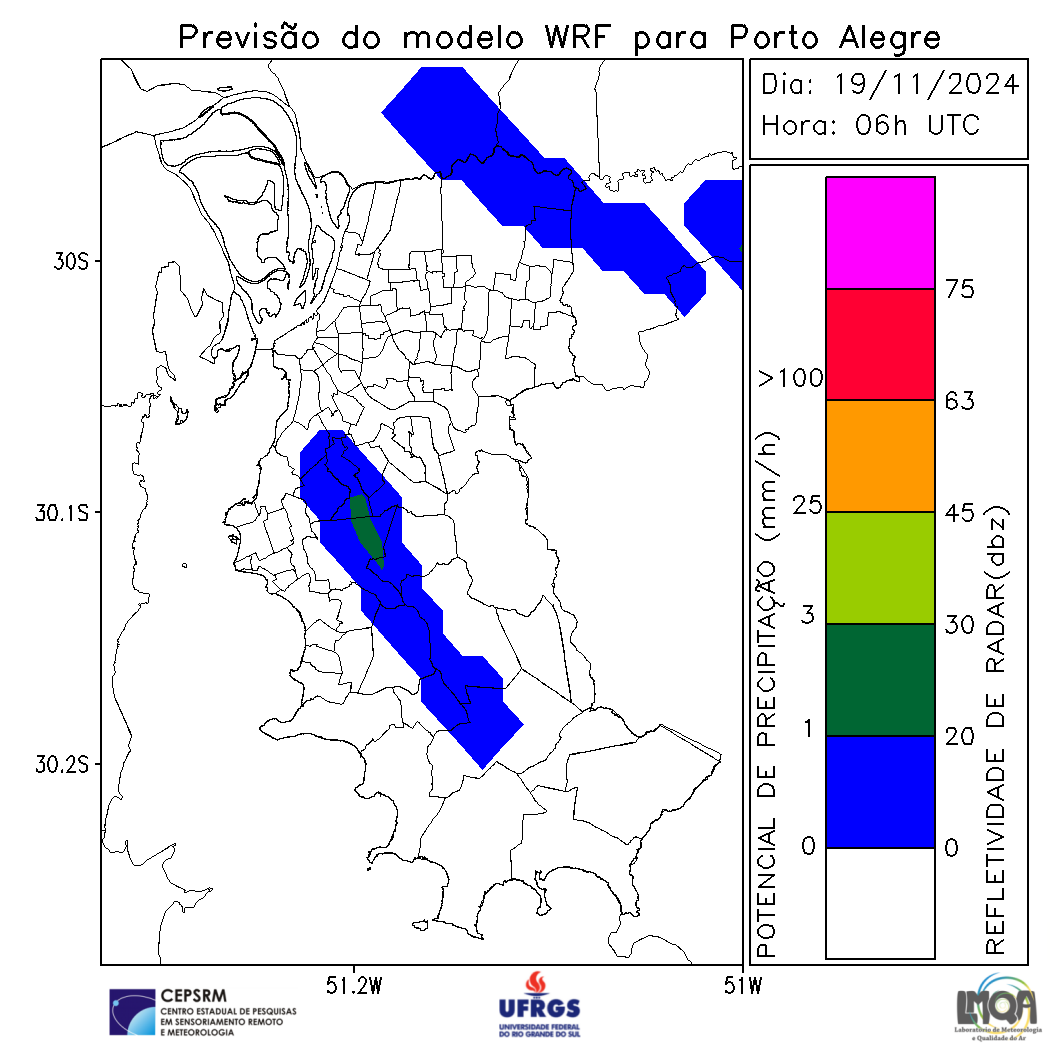 Previsão do modelo WRF para Porto Alegre
Dia: 19/11/2024
Hora: 06h UTC
30S
30.1S
30.2S
51.2W
51W
POTENCIAL DE PRECIPITAÇÃO (mm/h)
>100
25
3
1
0
75
63
45
30
20
0
REFLETIVIDADE DE RADAR(dbz)
CEPSRM
CENTRO ESTADUAL DE PESQUISAS
EM SENSORIAMENTO REMOTO
E METEOROLOGIA
UFRGS
UNIVERSIDADE FEDERAL
DO RIO GRANDE DO SUL
LMQA
Laboratório de Meteorologia
e Qualidade do Ar